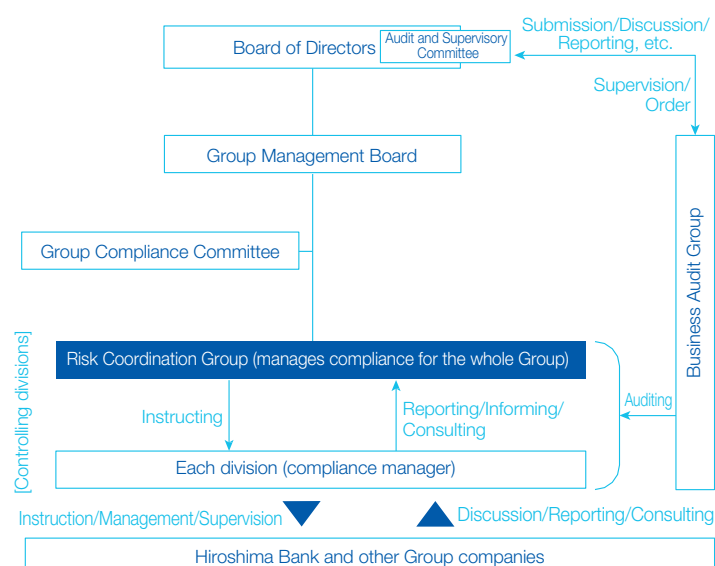 Board of Directors
Audit and Supervisory
Committee
Submission/Discussion/
Reporting, etc.
Supervision/
Order
Group Management Board
Group Compliance Committee
Business Audit Group
[Controlling divisions]
Risk Coordination Group (manages compliance for the whole Group)
Instructing
Reporting/Informing/
Consulting
Auditing
Each division (compliance manager)
Instruction/Management/Supervision
Discussion/Reporting/Consulting
Hiroshima Bank and other Group companies